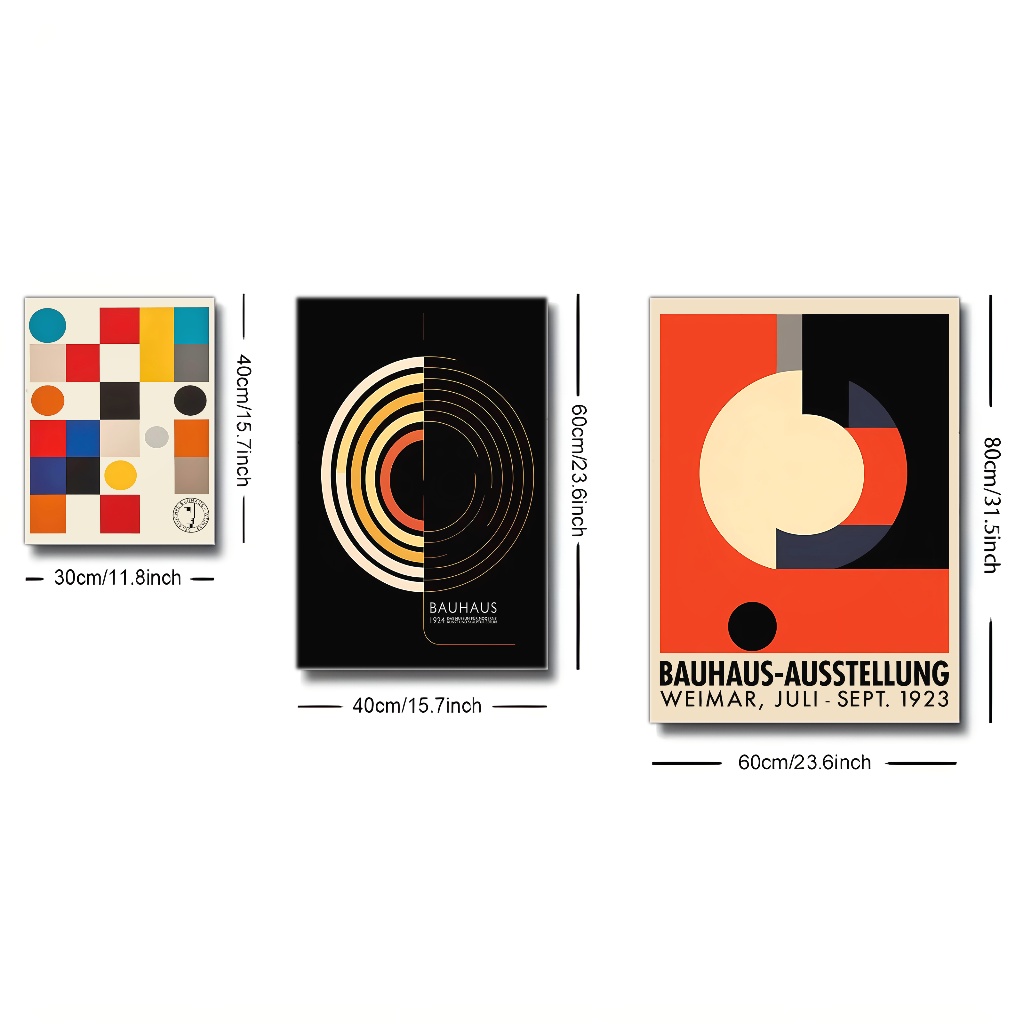 40cm/15.7inch
30cm/11.8inch
BAUHAUS
1924
60cm/23.6inch
40cm/15.7inch
BAUHAUS-AUSSTELLUNG
WEIMAR, JULI - SEPT. 1923
80cm/31.5inch
60cm/23.6inch